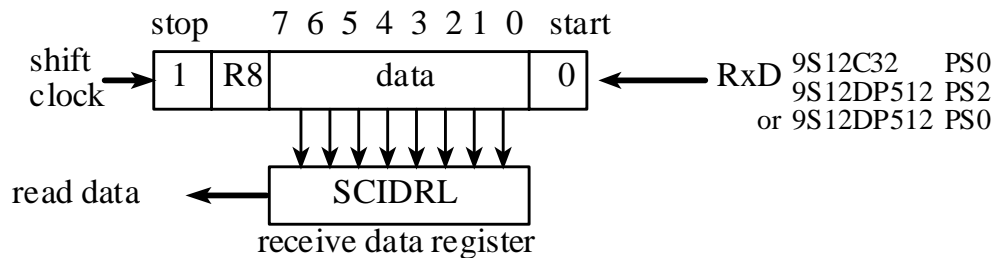 stop 7 6 5 4 3 2 1 0 start
shift clock
1 R8 data 0
RxD
9S12C32 PS0
9S12DP512 PS2
or 9S12DP512 PS0
read data
SCIDRL
receive data register